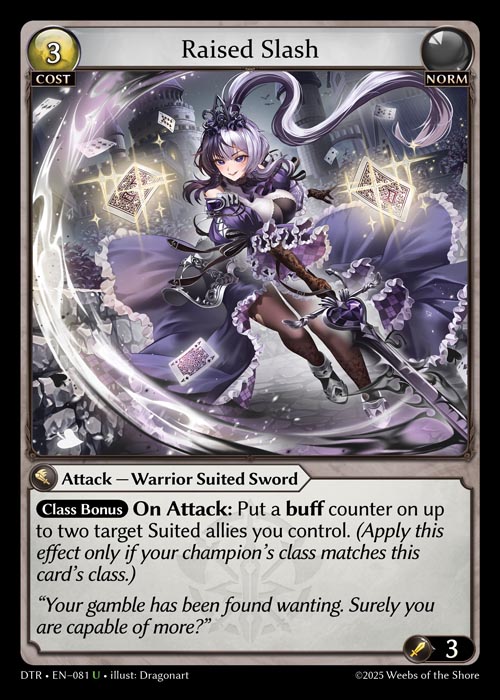 3
Raised Slash
COST
NORM
Attack — Warrior Suited Sword
Class Bonus On Attack: Put a buff counter on up
to two target Suited allies you control. (Apply this
effect only if your champion's class matches this
card's class.)
“Your gamble has been found wanting. Surely you
are capable of more?”
3
DTR • EN–081 U • illust: Dragonart
©2025 Weebs of the Shore